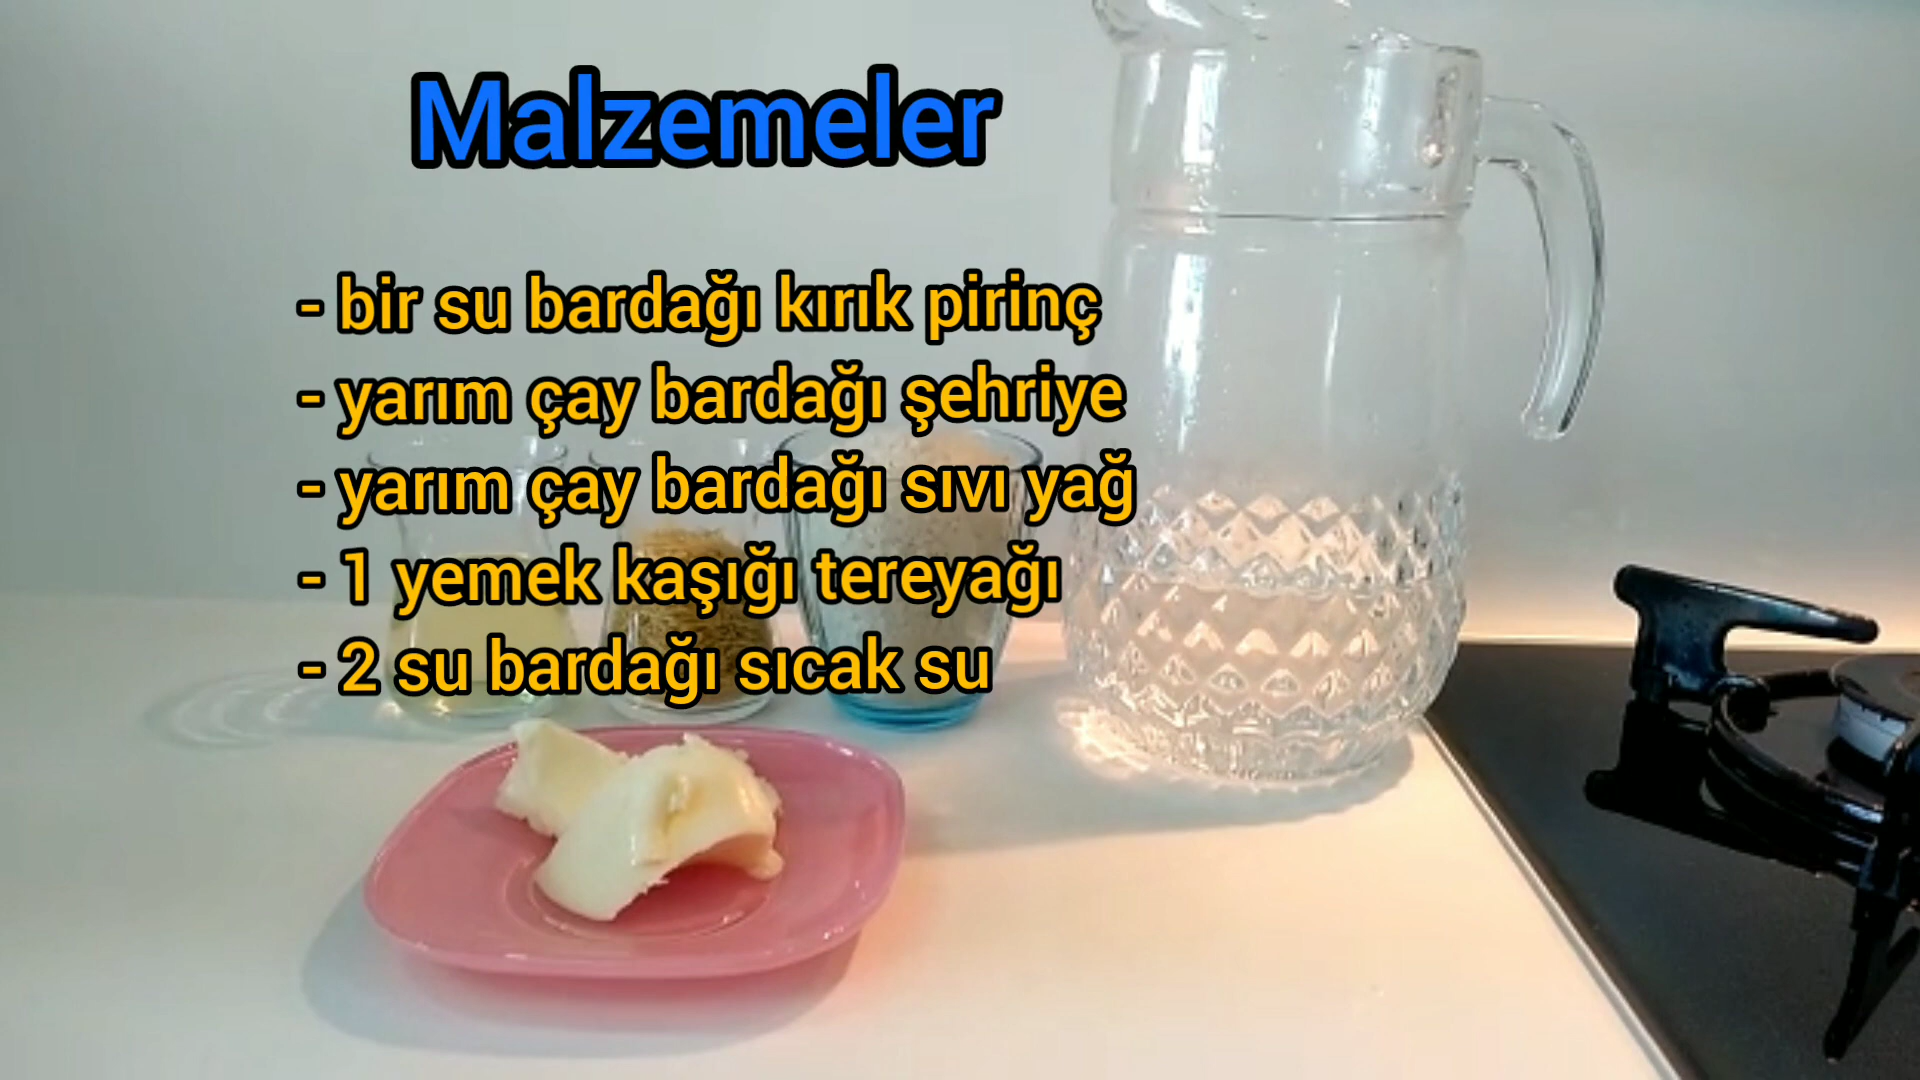 Malzemeler
- bir su bardağı kırık pirinç
- yarım çay bardağı şehriye
- yarım çay bardağı sıvı yağ
- 1 yemek kaşığı tereyağı
- 2 su bardağı sıcak su